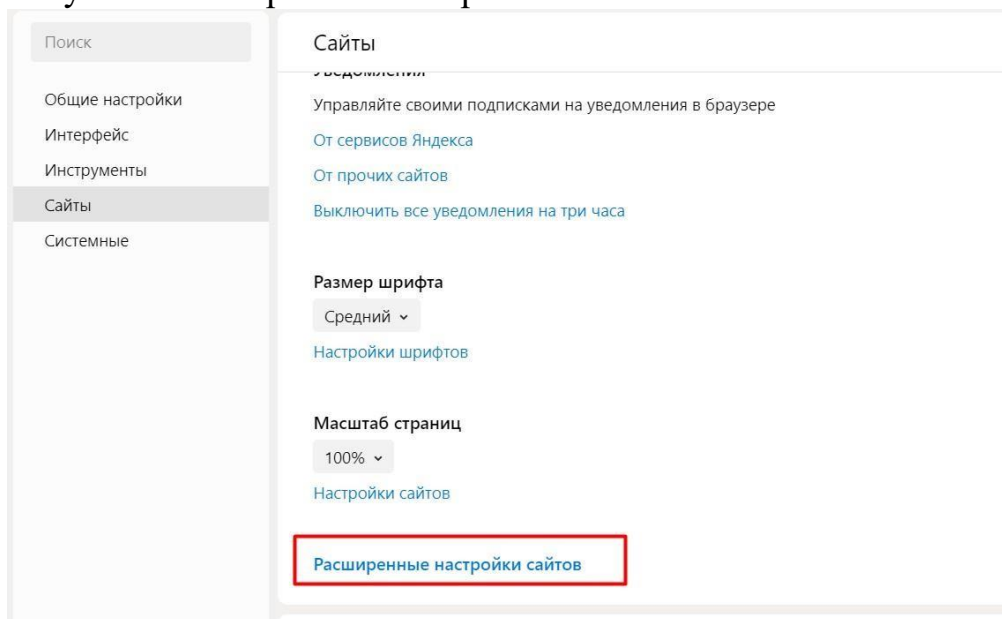 Поиск
Общие настройки
Интерфейс
Инструменты
Сайты
Системные
Сайты
Уведомления
Управляйте своими подписками на уведомления в браузере
От сервисов Яндекса
От прочих сайтов
Выключить все уведомления на три часа
Размер шрифта
Средний
Настройки шрифтов
Масштаб страниц
100%
Настройки сайтов
Расширенные настройки сайтов